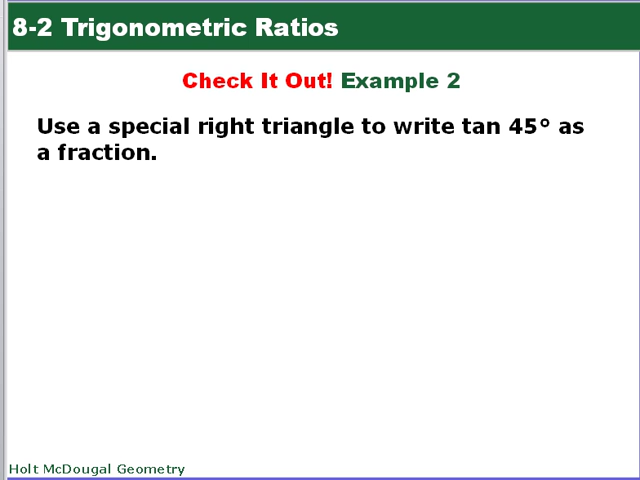 8-2 Trigonometric Ratios
Check It Out! Example 2
Use a special right triangle to write tan 45° as
a fraction.
Holt McDougal Geometry